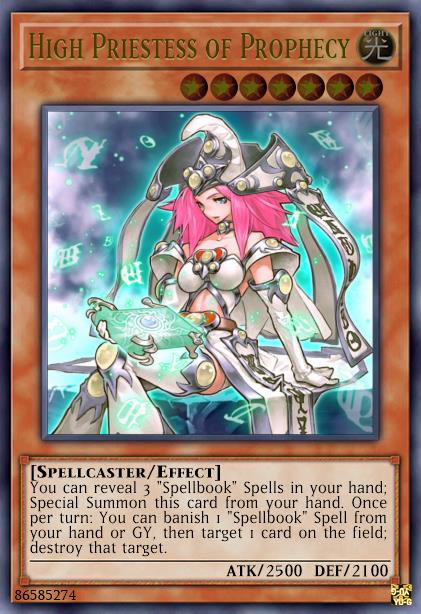 High Priestess of Prophecy
LIGHT
光
[Spellcaster/Effect]
You can reveal 3 "Spellbook" Spells in your hand;
Special Summon this card from your hand. Once
per turn: You can banish 1 "Spellbook" Spell from
your hand or GY, then target 1 card on the field;
destroy that target.
ATK/2500 DEF/2100
86585274